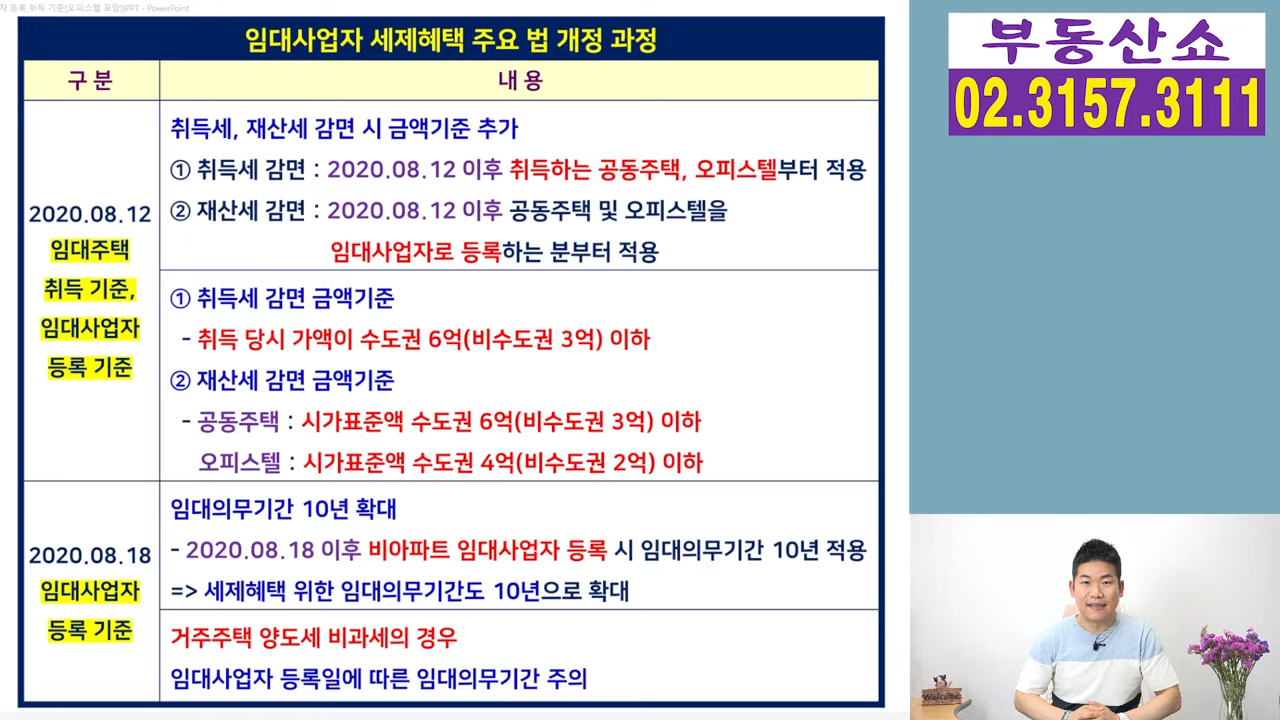 자 등록,취득 기준(오피스텔 포함))PPT - PowerPoint
임대사업자 세제혜택 주요 법 개정 과정
구 분
내 용
2020.08.12
임대주택
취득 기준,
임대사업자
등록 기준
취득세, 재산세 감면 시 금액기준 추가
① 취득세 감면 : 2020.08.12 이후 취득하는 공동주택, 오피스텔부터 적용
② 재산세 감면 : 2020.08.12 이후 공동주택 및 오피스텔을
임대사업자로 등록하는 분부터 적용
① 취득세 감면 금액기준
- 취득 당시 가액이 수도권 6억(비수도권 3억) 이하
② 재산세 감면 금액기준
- 공동주택 : 시가표준액 수도권 6억(비수도권 3억) 이하
오피스텔 : 시가표준액 수도권 4억(비수도권 2억) 이하
2020.08.18
임대사업자
등록 기준
임대의무기간 10년 확대
- 2020.08.18 이후 비아파트 임대사업자 등록 시 임대의무기간 10년 적용
=> 세제혜택 위한 임대의무기간도 10년으로 확대
거주주택 양도세 비과세의 경우
임대사업자 등록일에 따른 임대의무기간 주의
부동산쇼
02.3157.3111
Welcome